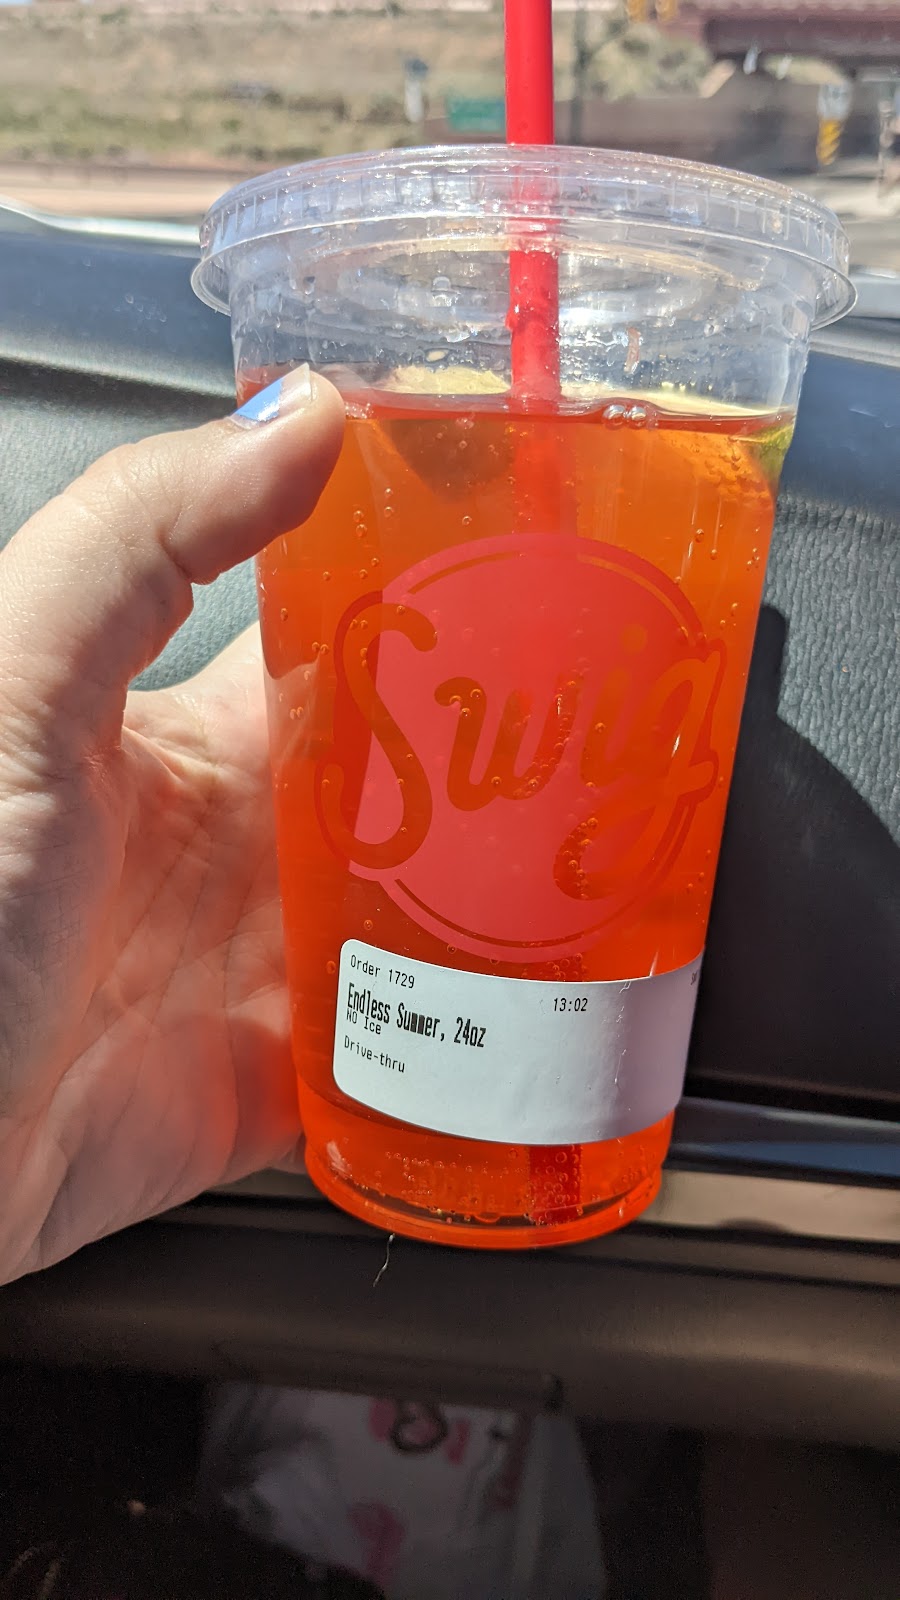 Swig
Order 1729
13:02
Endless Summer, 24oz
NO Ice
Drive-thru